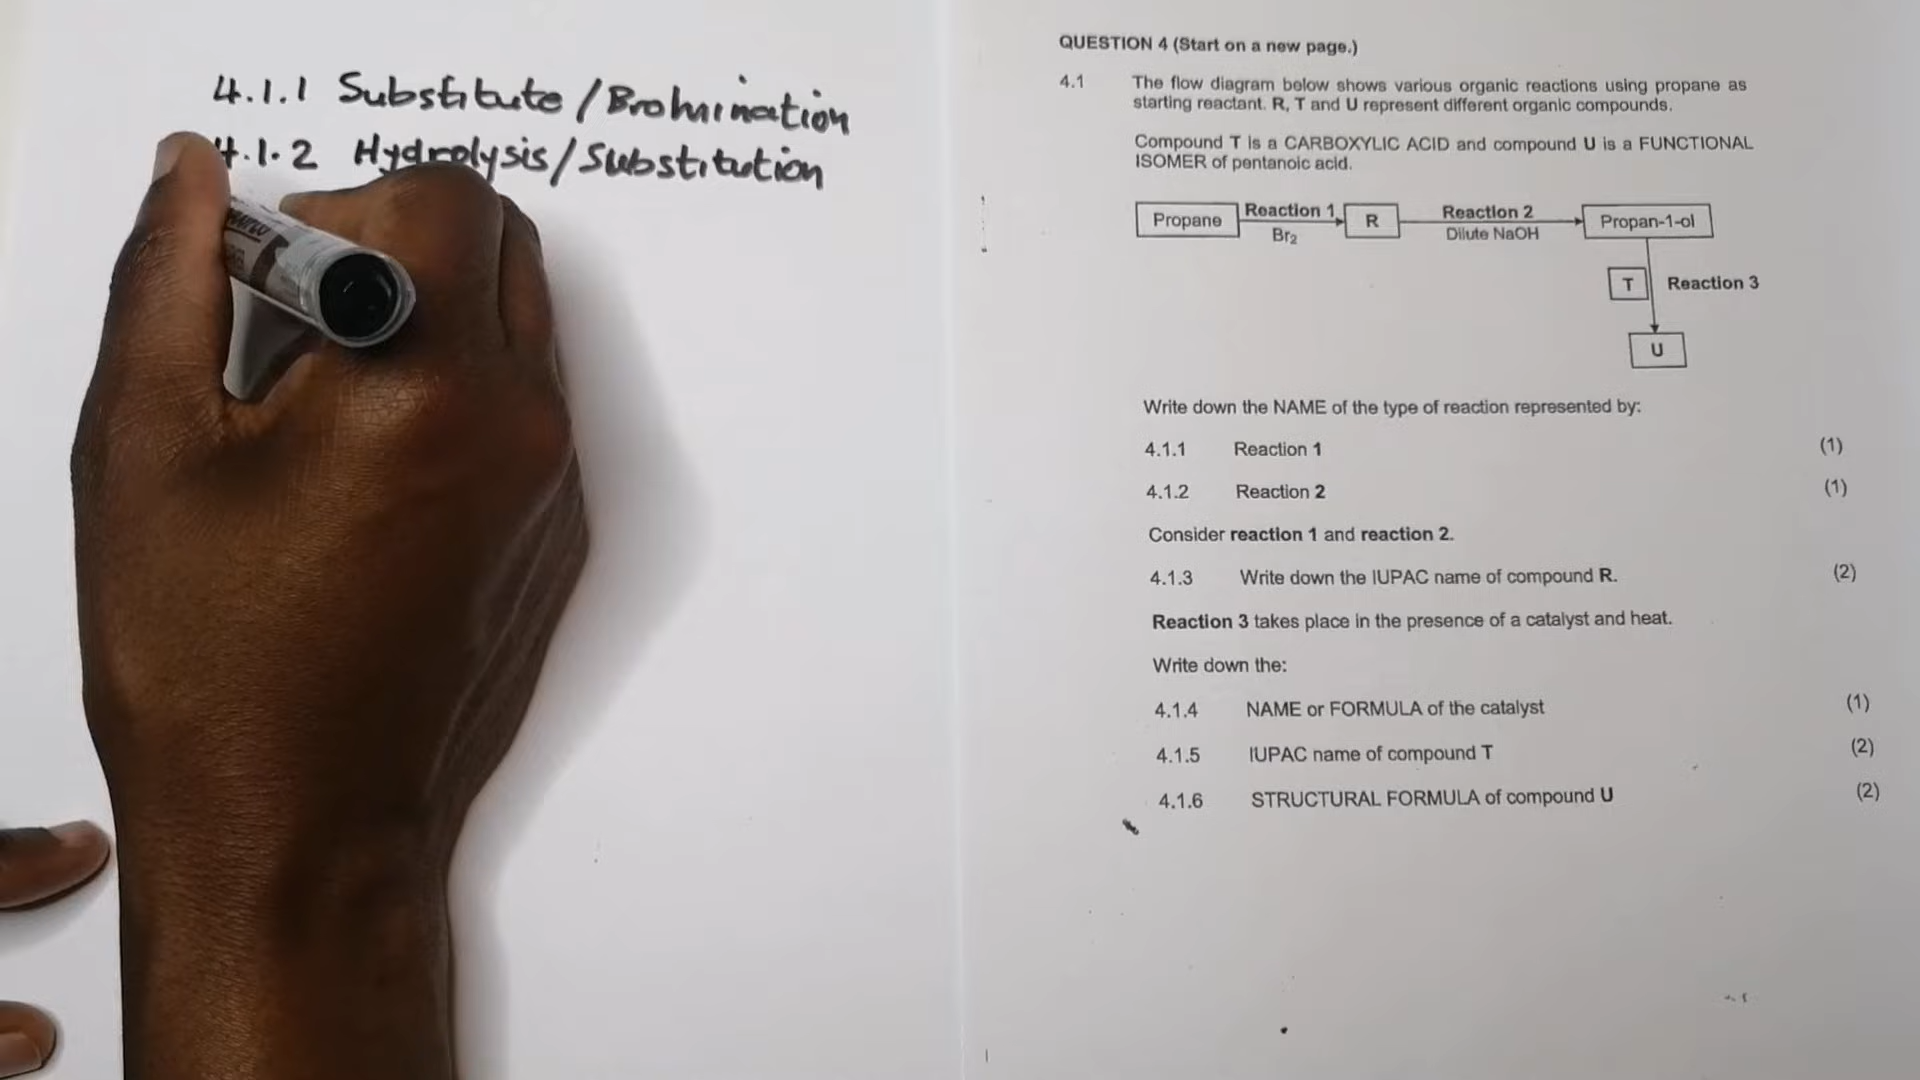 4.1.1 Substitute/Bromination
4.1.2 Hydrolysis/Substitution
QUESTION 4 (Start on a new page.)
4.1 The flow diagram below shows various organic reactions using propane as
starting reactant. R, T and U represent different organic compounds.
Compound T is a CARBOXYLIC ACID and compound U is a FUNCTIONAL
ISOMER of pentanoic acid.
Propane Reaction 1 Br2 R Reaction 2 Dilute NaOH Propan-1-ol
T Reaction 3
U
Write down the NAME of the type of reaction represented by:
4.1.1 Reaction 1 (1)
4.1.2 Reaction 2 (1)
Consider reaction 1 and reaction 2.
4.1.3 Write down the IUPAC name of compound R. (2)
Reaction 3 takes place in the presence of a catalyst and heat.
Write down the:
4.1.4 NAME or FORMULA of the catalyst (1)
4.1.5 IUPAC name of compound T (2)
4.1.6 STRUCTURAL FORMULA of compound U (2)